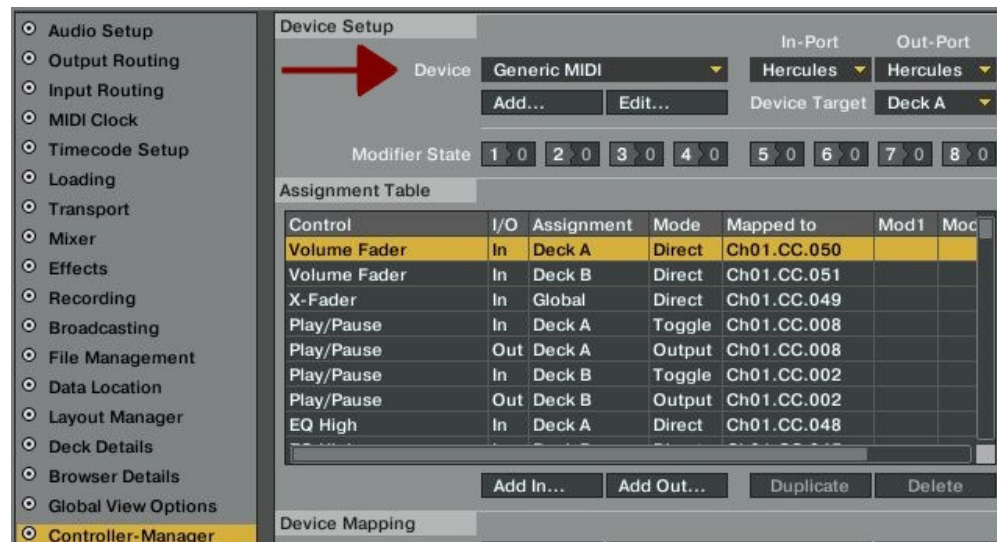 Audio Setup
Output Routing
Input Routing
MIDI Clock
Timecode Setup
Loading
Transport
Mixer
Effects
Recording
Broadcasting
File Management
Data Location
Layout Manager
Deck Details
Browser Details
Global View Options
Controller-Manager
Device Setup
In-Port Out-Port
Device Generic MIDI Hercules Hercules
Add... Edit... Device Target Deck A
Modifier State 1 0 2 0 3 0 4 0 5 0 6 0 7 0 8 0
Assignment Table
Control I/O Assignment Mode Mapped to Mod1
Volume Fader In Deck A Direct Ch01.CC.050
Volume Fader In Deck B Direct Ch01.CC.051
X-Fader In Global Direct Ch01.CC.049
Play/Pause In Deck A Toggle Ch01.CC.008
Play/Pause Out Deck A Output Ch01.CC.008
Play/Pause In Deck B Toggle Ch01.CC.002
Play/Pause Out Deck B Output Ch01.CC.002
EQ High In Deck A Direct Ch01.CC.048
Add In... Add Out... Duplicate Delete
Device Mapping